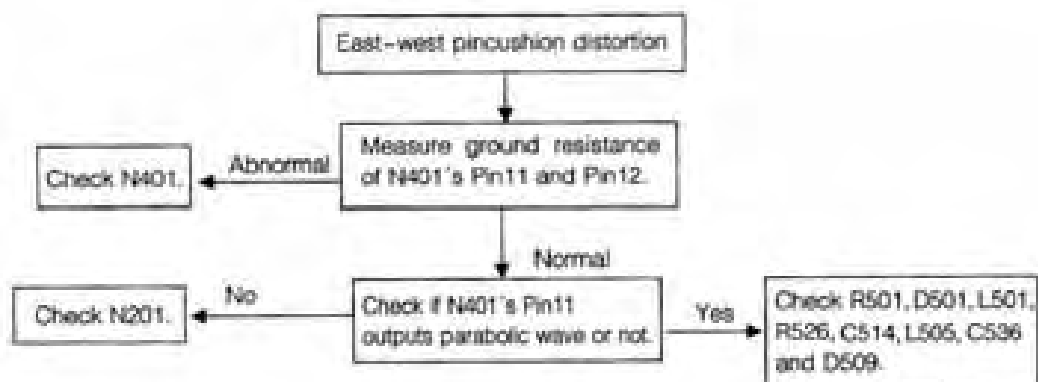 East-west pincushion distortion
Measure ground resistance
of N401's Pin11 and Pin12.
Abnormal
Check N401.
Normal
Check if N401's Pin11
outputs parabolic wave or not.
No
Check N201.
Yes
Check R501, D501, L501,
R526, C514, L505, C536
and D509.